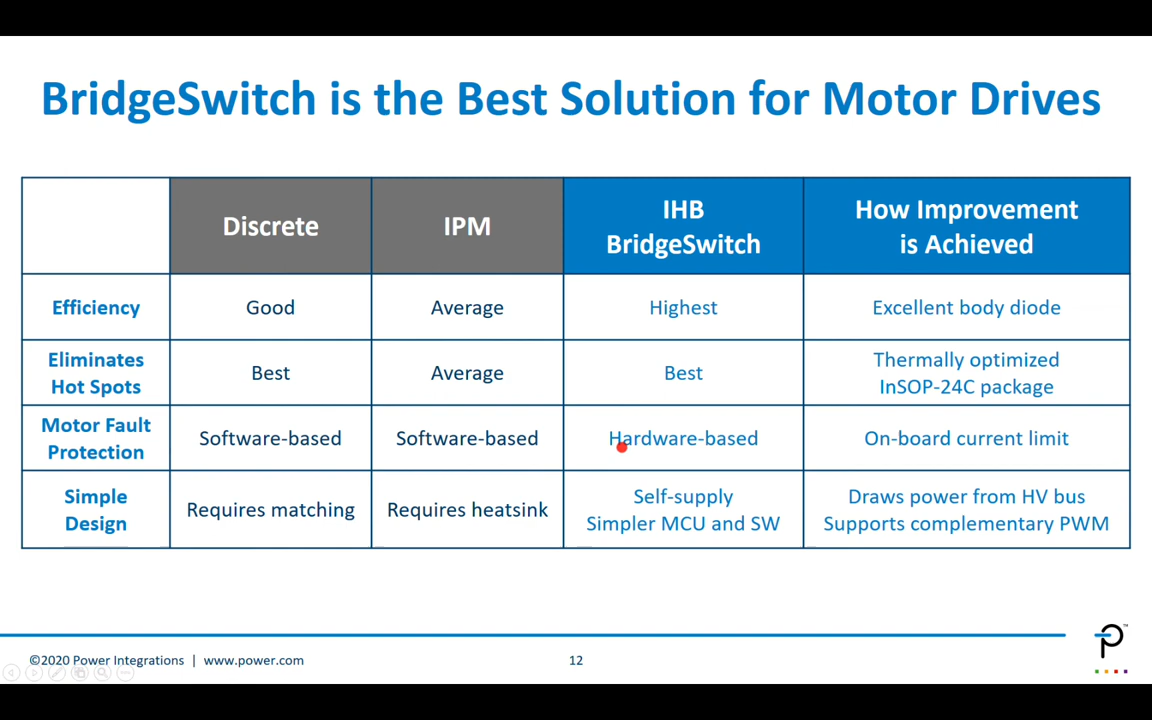 BridgeSwitch is the Best Solution for Motor Drives
Discrete
IPM
IHB
BridgeSwitch
How Improvement
is Achieved
Efficiency
Good
Average
Highest
Excellent body diode
Eliminates
Hot Spots
Best
Average
Best
Thermally optimized
InSOP-24C package
Motor Fault
Protection
Software-based
Software-based
Hardware-based
On-board current limit
Simple
Design
Requires matching
Requires heatsink
Self-supply
Simpler MCU and SW
Draws power from HV bus
Supports complementary PWM
©2020 Power Integrations | www.power.com
12
™